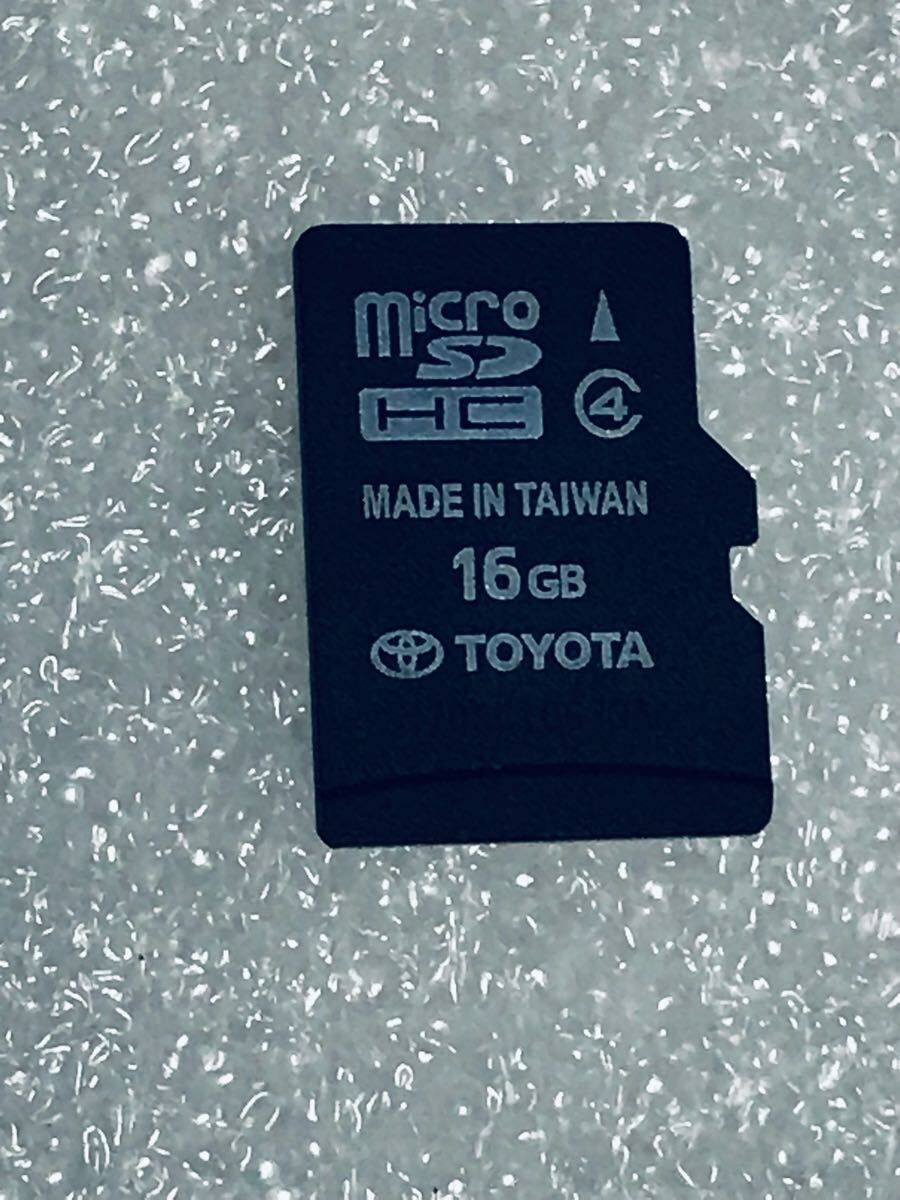 micro
SD
HC 4
MADE IN TAIWAN
16GB
TOYOTA